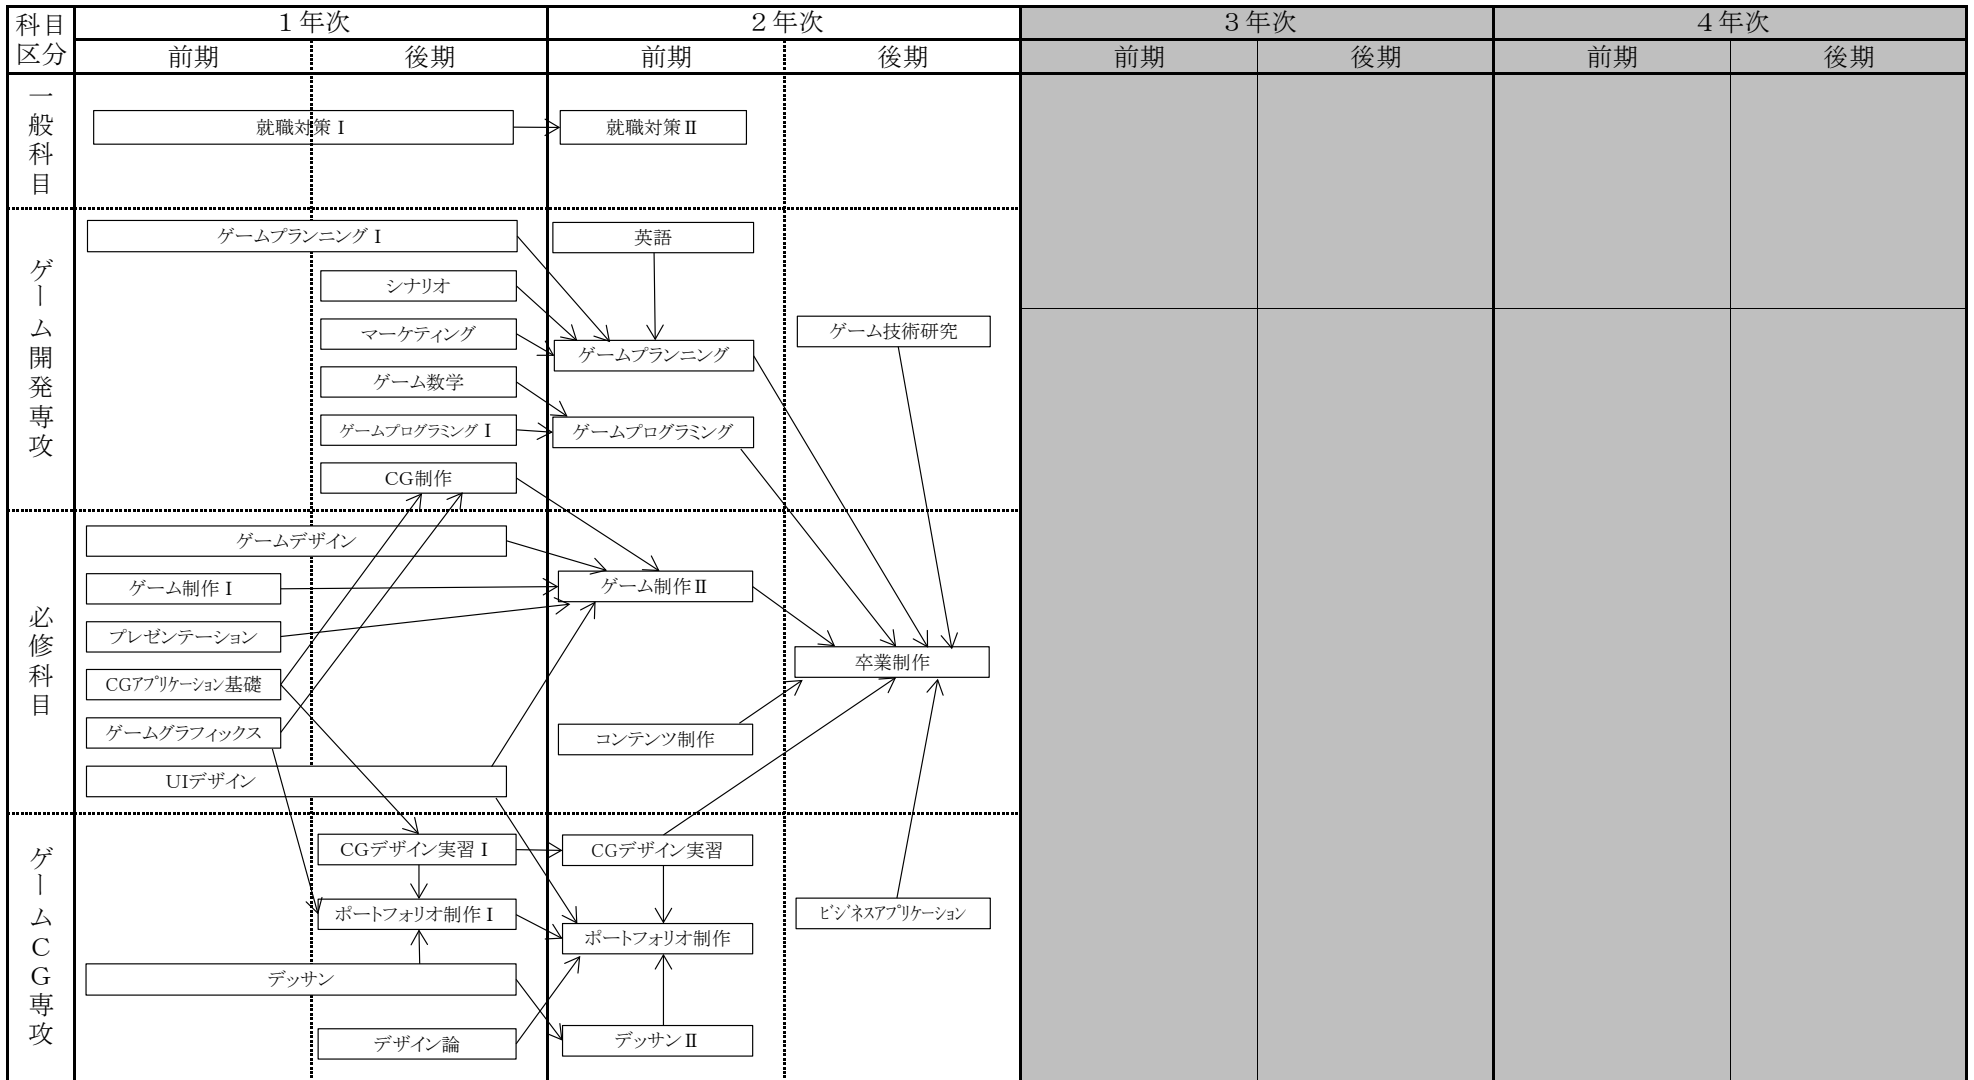 科目
区分
１年次
２年次
３年次
４年次
前期
後期
前期
後期
前期
後期
前期
後期
一般科目
就職対策Ⅰ
就職対策Ⅱ
ゲーム開発専攻
ゲームプランニングⅠ
英語
シナリオ
マーケティング
ゲーム技術研究
ゲームプランニング
ゲーム数学
ゲームプログラミングⅠ
ゲームプログラミング
CG制作
必修科目
ゲームデザイン
ゲーム制作Ⅰ
ゲーム制作Ⅱ
プレゼンテーション
卒業制作
CGｱﾌﾟﾘｹｰｼｮﾝ基礎
ゲームグラフィックス
コンテンツ制作
UIデザイン
ゲームCG専攻
CGデザイン実習Ⅰ
CGデザイン実習
ポートフォリオ制作Ⅰ
ﾋﾞｼﾞﾈｽｱﾌﾟﾘｹｰｼｮﾝ
ポートフォリオ制作
デッサン
デザイン論
デッサンⅡ